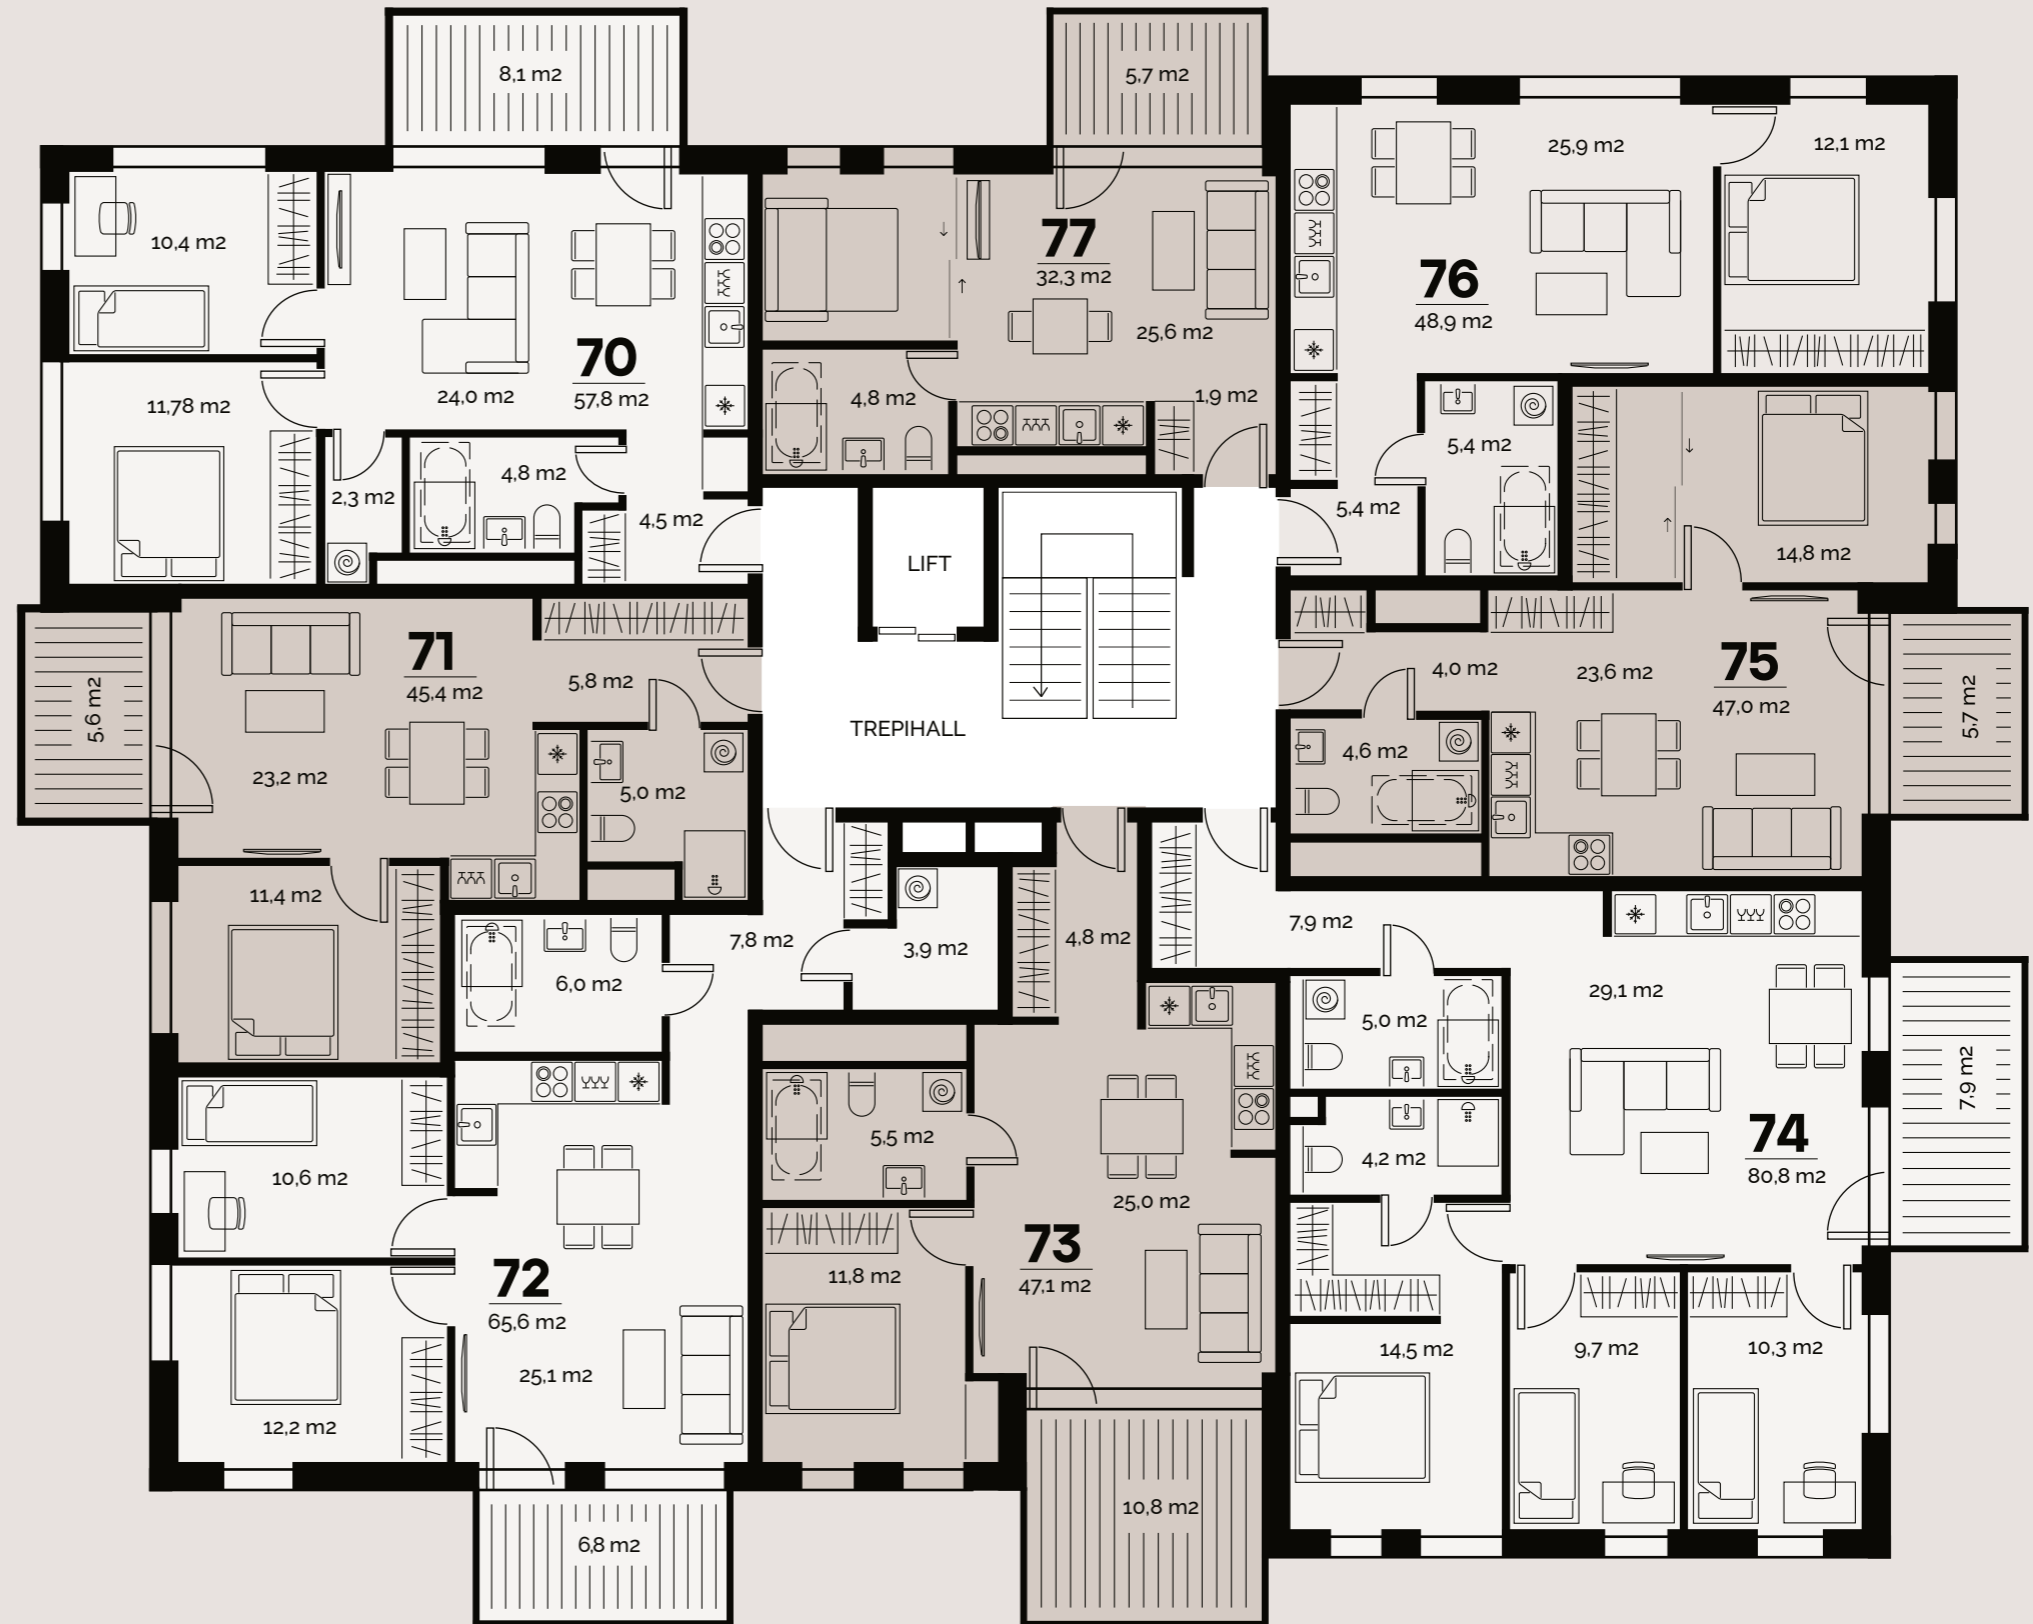 8,1 m2
5,7 m2
10,4 m2
11,78 m2
24,0 m2
70
57,8 m2
2,3 m2
4,8 m2
4,5 m2
77
32,3 m2
25,6 m2
4,8 m2
1,9 m2
76
48,9 m2
25,9 m2
12,1 m2
5,4 m2
5,4 m2
14,8 m2
LIFT
TREPIHALL
71
45,4 m2
5,8 m2
5,6 m2
23,2 m2
5,0 m2
11,4 m2
75
47,0 m2
4,0 m2
23,6 m2
4,6 m2
5,7 m2
7,8 m2
3,9 m2
6,0 m2
10,6 m2
72
65,6 m2
25,1 m2
12,2 m2
6,8 m2
4,8 m2
5,5 m2
25,0 m2
73
47,1 m2
11,8 m2
10,8 m2
7,9 m2
29,1 m2
5,0 m2
4,2 m2
74
80,8 m2
7,9 m2
14,5 m2
9,7 m2
10,3 m2